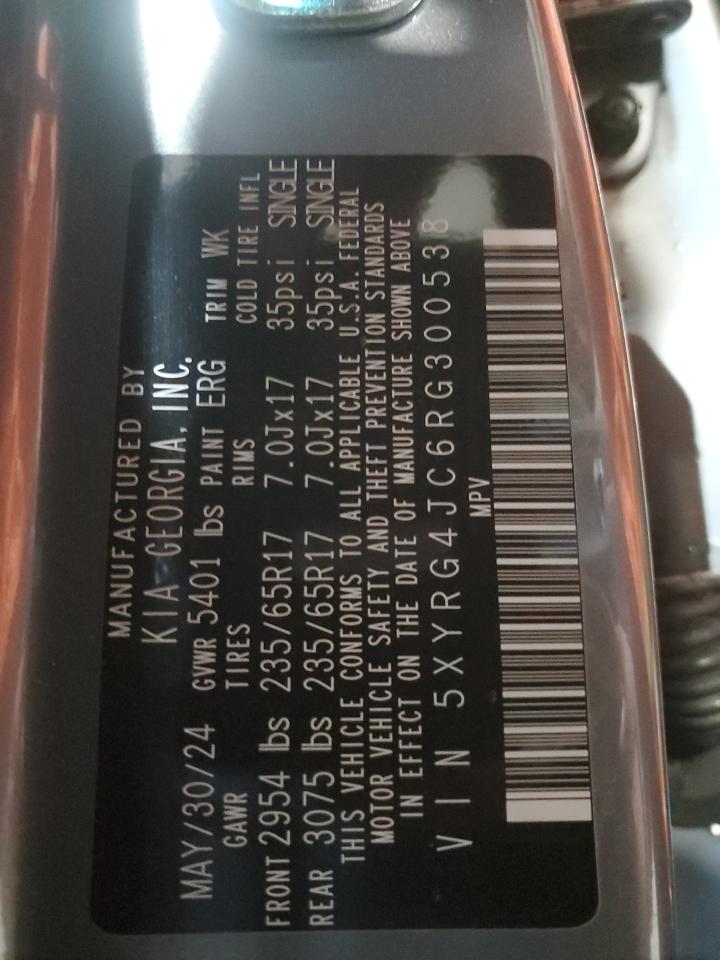 MANUFACTURED BY
KIA GEORGIA, INC.
MAY/30/24 GVWR 5401 lbs PAINT ERG TRIM WK
GAWR TIRES RIMS COLD TIRE INFL
FRONT 2954 lbs 235/65R17 7.0Jx17 35psi SINGLE
REAR 3075 lbs 235/65R17 7.0Jx17 35psi SINGLE
THIS VEHICLE CONFORMS TO ALL APPLICABLE U.S.A. FEDERAL
MOTOR VEHICLE SAFETY AND THEFT PREVENTION STANDARDS
IN EFFECT ON THE DATE OF MANUFACTURE SHOWN ABOVE
VIN 5XYRG4JC6RG300538
MPV